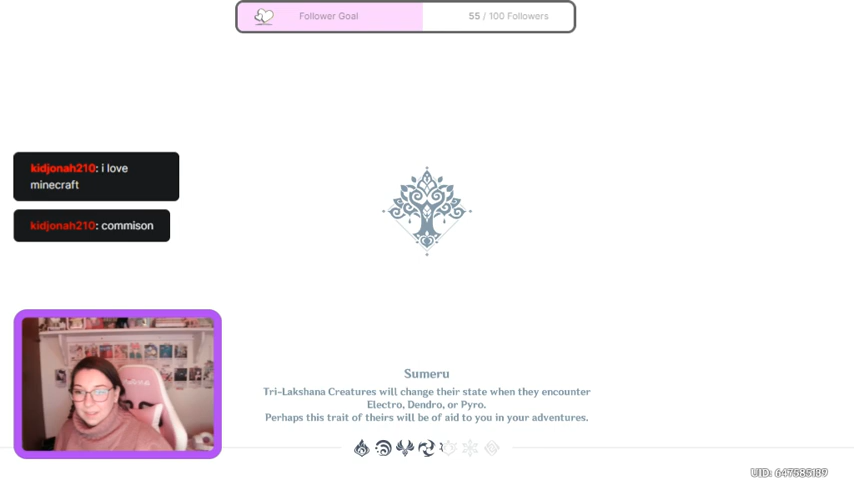 Follower Goal 55 / 100 Followers
kidjonah210: i love
minecraft
kidjonah210: commison
Sumeru
Tri-Lakshana Creatures will change their state when they encounter
Electro, Dendro, or Pyro.
Perhaps this trait of theirs will be of aid to you in your adventures.
UID: 647585139